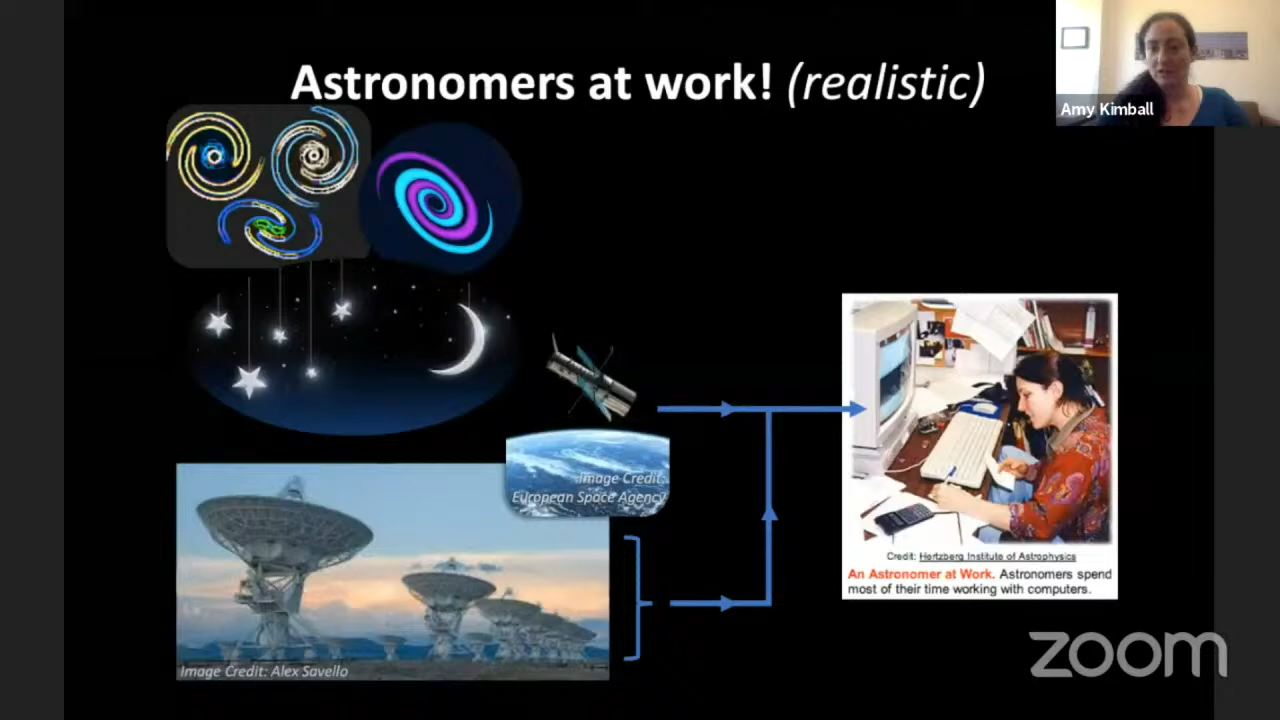 Astronomers at work! (realistic)
Amy Kimball
Image Credit:
European Space Agency
Credit: Hertzberg Institute of Astrophysics
An Astronomer at Work. Astronomers spend
most of their time working with computers.
Image Credit: Alex Savello
zoom